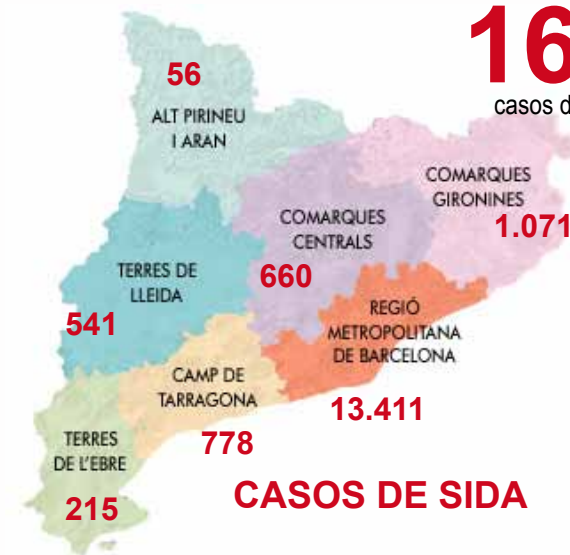 16
casos d
56
ALT PIRINEU
I ARAN
COMARQUES
GIRONINES
1.071
COMARQUES
CENTRALS
660
TERRES DE
LLEIDA
541
REGIÓ
METROPOLITANA
DE BARCELONA
13.411
CAMP DE
TARRAGONA
778
TERRES
DE L'EBRE
215
CASOS DE SIDA